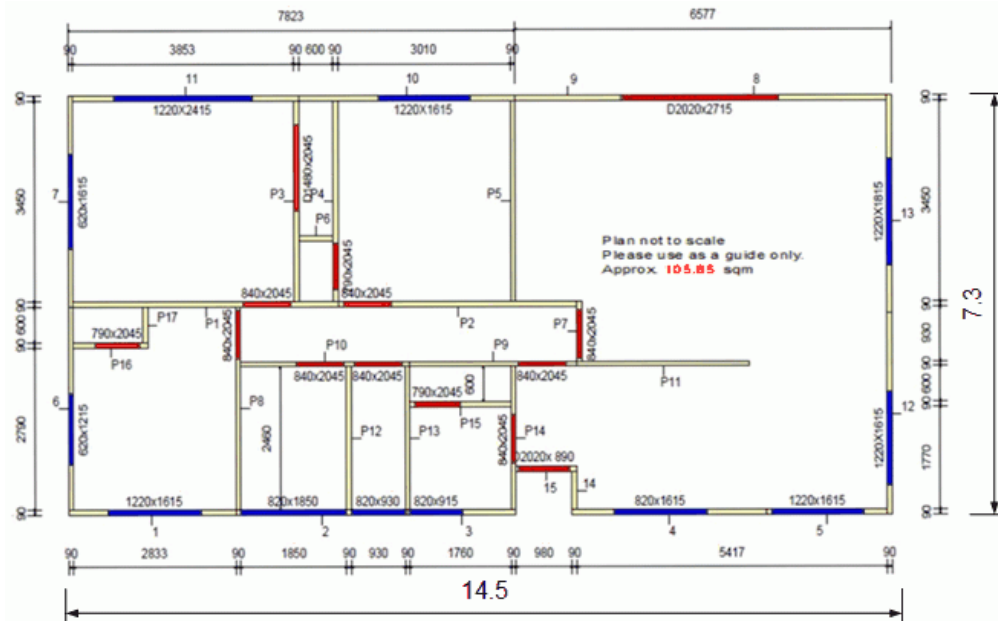 7823
6577
90 3853 90 600 90 3010 90
11
10
9
8
90
1220X2415
1220X1615
D2020x2715
90
3450
7
620x1615
P3
D1480x2045
P4
P6
P5
790x2045
1220X1815
13
3450
Plan not to scale
Please use as a guide only.
Approx. 105.85 sqm
7.3
90
840x2045
840x2045
90
600
P17
P1
P2
P7
790x2045
840x2045
840x2045
930
90
P16
P10
P9
90
840x2045
840x2045
840x2045
P11
600
790x2045
600
90
6
620x1215
P8
2460
P12
P13
P15
840x2045
P14
1220X1615
12
2790
D2020x 890
1770
15
14
1220x1615
820x1850
820x930
820x915
820x1615
1220x1615
90
90
1
2
3
4
5
90 2833 90 1850 90 930 90 1760 90 980 90 5417 90
14.5